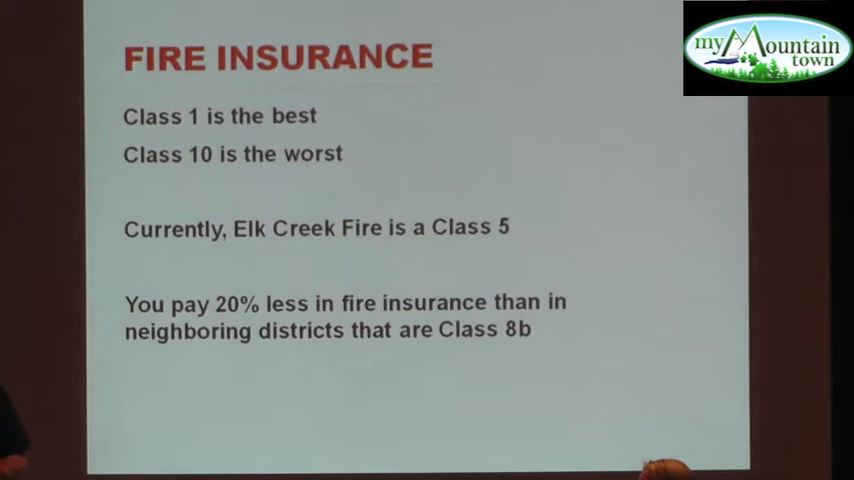 FIRE INSURANCE
Class 1 is the best
Class 10 is the worst
Currently, Elk Creek Fire is a Class 5
You pay 20% less in fire insurance than in
neighboring districts that are Class 8b
my Mountain
town